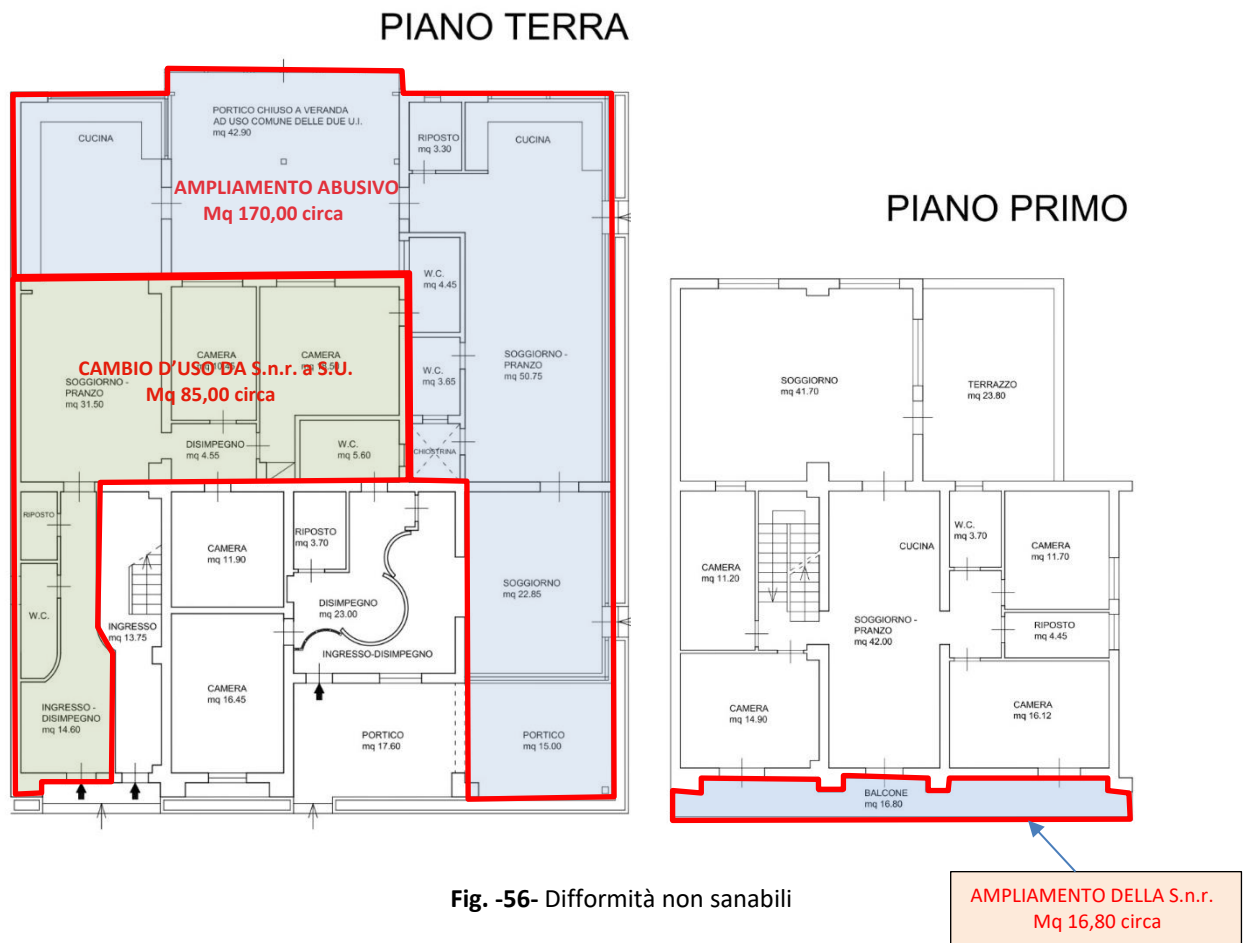 PIANO TERRA
CUCINA
PORTICO CHIUSO A VERANDA
AD USO COMUNE DELLE DUE U.I.
mq 42.90
RIPOSTO
mq 3.30
CUCINA
AMPLIAMENTO ABUSIVO
Mq 170,00 circa
W.C.
mq 4.45
CAMERA
CAMERA
CAMBIO D'USO DA S.n.r. a S.U.
Mq 85,00 circa
SOGGIORNO -
PRANZO
mq 31.50
W.C.
mq 3.65
SOGGIORNO -
PRANZO
mq 50.75
DISIMPEGNO
mq 4.55
W.C.
mq 5.60
CHIOSTRINA
RIPOSTO
CAMERA
mq 11.90
RIPOSTO
mq 3.70
SOGGIORNO
mq 22.85
W.C.
INGRESSO
mq 13.75
DISIMPEGNO
mq 23.00
INGRESSO-DISIMPEGNO
CAMERA
mq 16.45
INGRESSO -
DISIMPEGNO
mq 14.60
PORTICO
mq 17.60
PORTICO
mq 15.00
PIANO PRIMO
SOGGIORNO
mq 41.70
TERRAZZO
mq 23.80
CAMERA
mq 11.20
CUCINA
W.C.
mq 3.70
CAMERA
mq 11.70
SOGGIORNO -
PRANZO
mq 42.00
RIPOSTO
mq 4.45
CAMERA
mq 14.90
CAMERA
mq 16.12
BALCONE
mq 16.80
Fig. -56- Difformità non sanabili
AMPLIAMENTO DELLA S.n.r.
Mq 16,80 circa